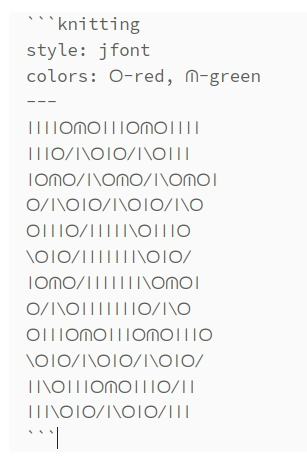 ```knitting
style: jfont
colors: O-red, ᗰ-green
---
||||OᗰO|||OᗰO||||
|||O/|\O|O/|\O|||
|OᗰO/|\OᗰO/|\OᗰO|
O/|\O|O/|\O|O/|\O
O|||O/|||||\O|||O
\O|O/|||||||\O|O/
|OᗰO/|||||||\OᗰO|
O/|\O|||||||O/|\O
O|||OᗰO|||OᗰO|||O
\O|O/|\O|O/|\O|O/
||\O|||OᗰO|||O/||
|||\O|O/|\O|O/|||
```